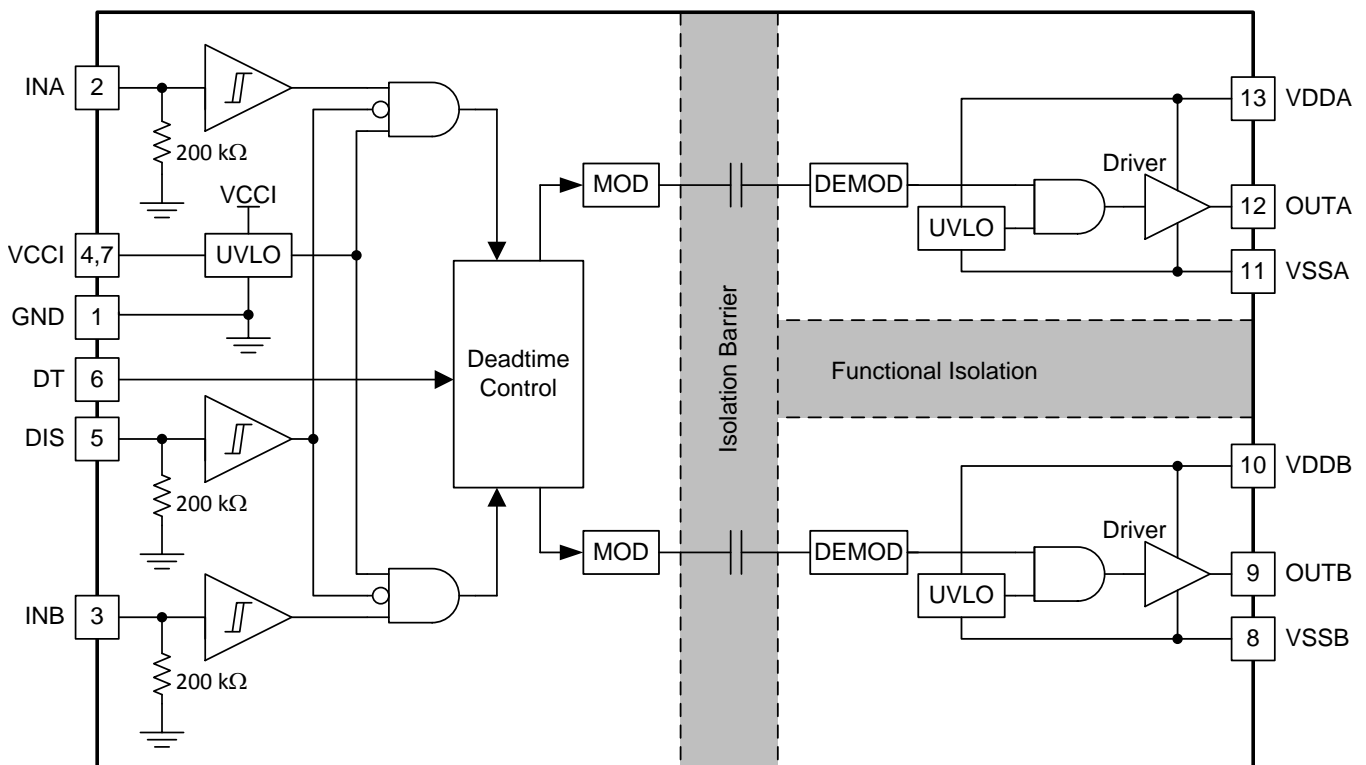 INA
2
200 kΩ
VCCI
VCCI
4,7
UVLO
GND
1
DT
6
DIS
5
200 kΩ
INB
3
200 kΩ
Deadtime
Control
MOD
MOD
Isolation Barrier
Functional Isolation
DEMOD
UVLO
Driver
13
VDDA
12
OUTA
11
VSSA
DEMOD
UVLO
Driver
10
VDDB
9
OUTB
8
VSSB